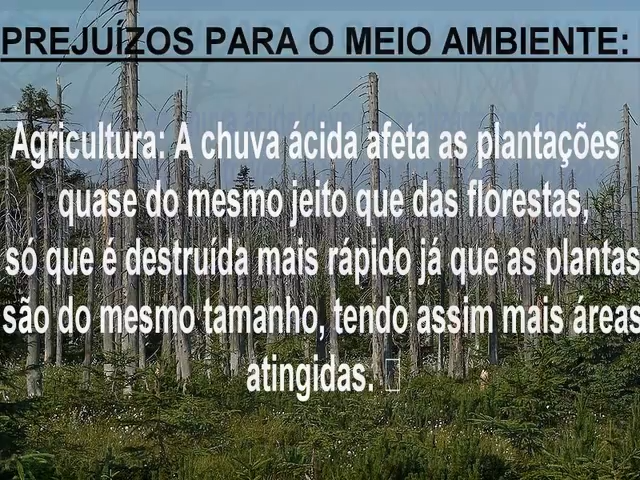 PREJUÍZOS PARA O MEIO AMBIENTE:
Agricultura: A chuva ácida afeta as plantações
quase do mesmo jeito que das florestas,
só que é destruída mais rápido já que as plantas
são do mesmo tamanho, tendo assim mais áreas
atingidas.